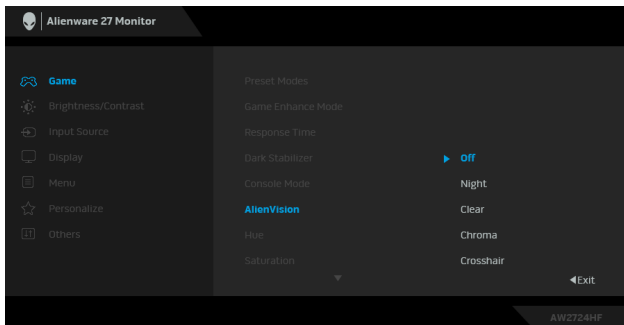 Alienware 27 Monitor
Game
Brightness/Contrast
Input Source
Display
Menu
Personalize
Others
Preset Modes
Game Enhance Mode
Response Time
Dark Stabilizer
Console Mode
AlienVision
Hue
Saturation
Off
Night
Clear
Chroma
Crosshair
Exit
AW2724HF